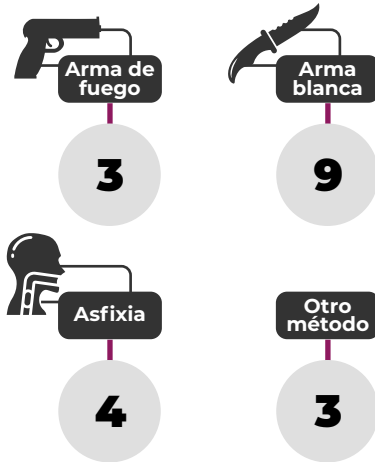 Arma de
fuego
3
Arma
blanca
9
Asfixia
4
Otro
método
3